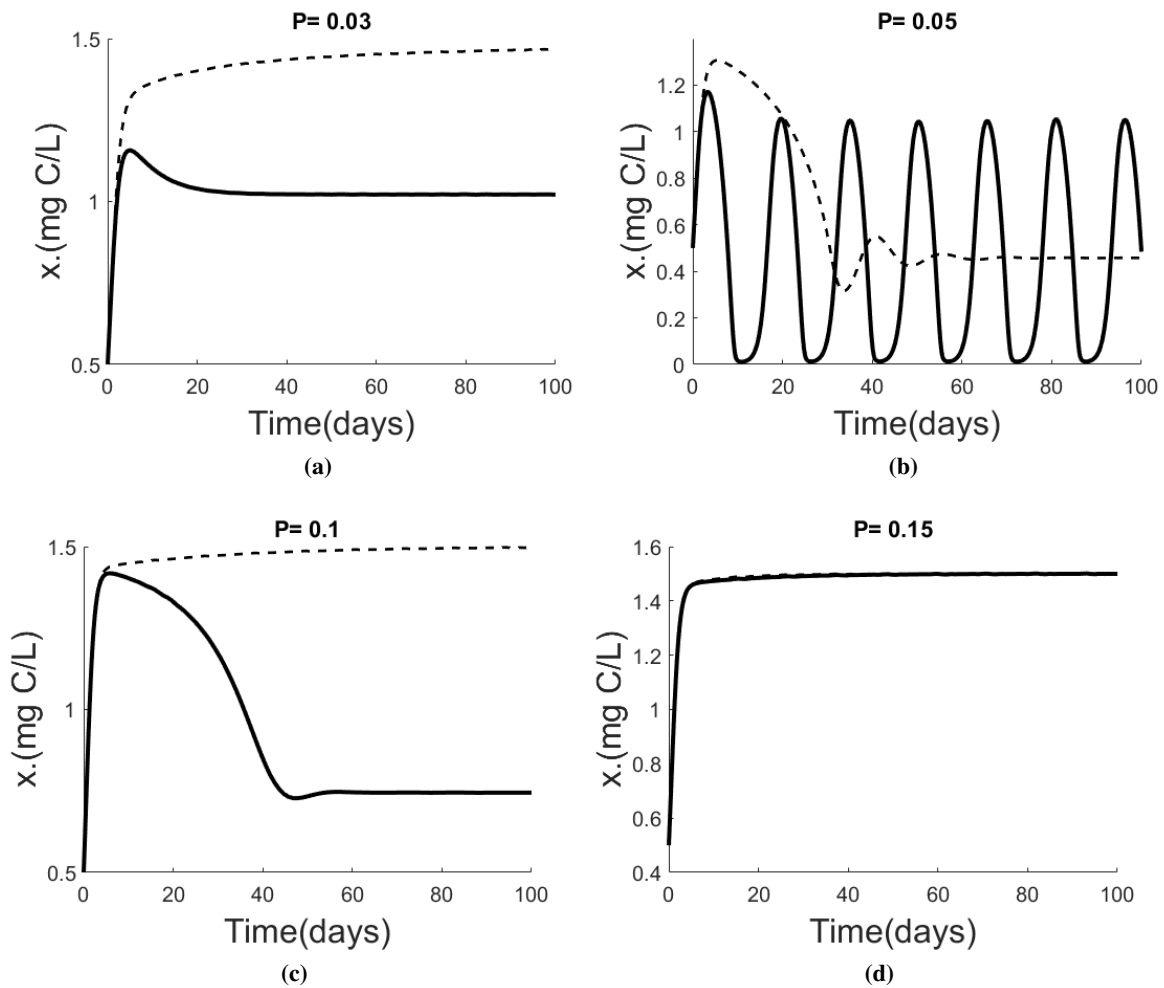 P= 0.03
1.5
1
0.5
x.(mg C/L)
0 20 40 60 80 100
Time(days)
(a)
P= 0.05
1.2
1
0.8
0.6
0.4
0.2
0
x.(mg C/L)
0 20 40 60 80 100
Time(days)
(b)
P= 0.1
1.5
1
0.5
x.(mg C/L)
0 20 40 60 80 100
Time(days)
(c)
P= 0.15
1.6
1.4
1.2
1
0.8
0.6
0.4
x.(mg C/L)
0 20 40 60 80 100
Time(days)
(d)